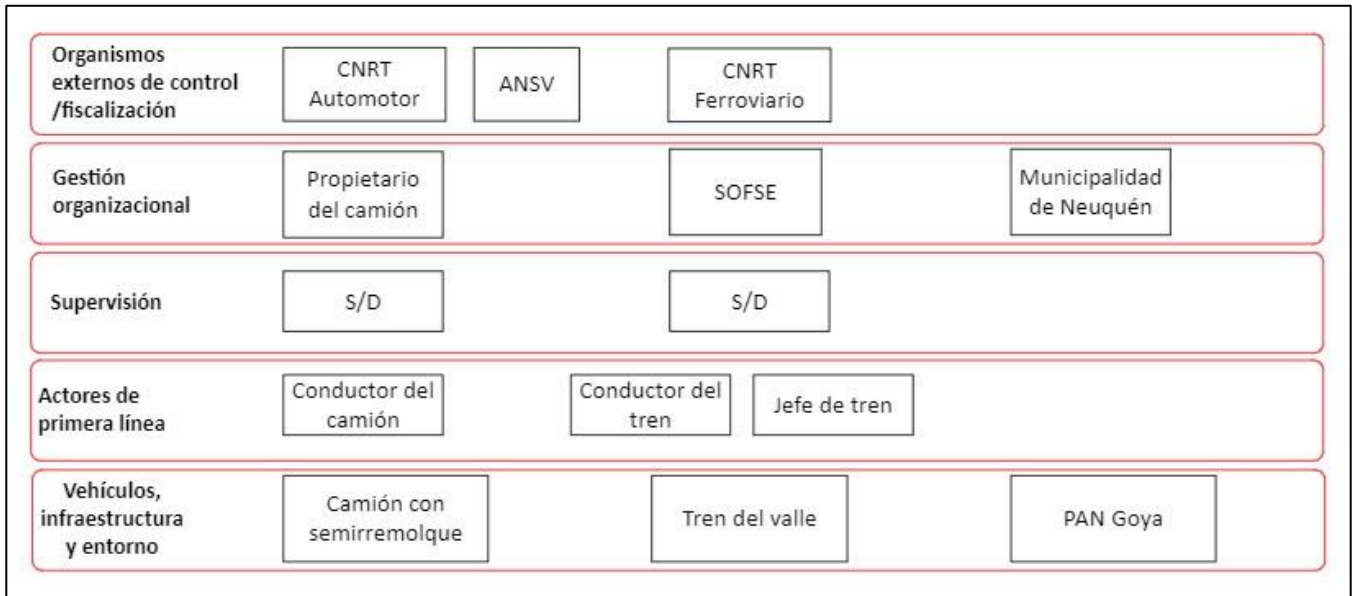 Organismos
externos de control
/fiscalización
CNRT
Automotor
ANSV
CNRT
Ferroviario
Gestión
organizacional
Propietario
del camión
SOFSE
Municipalidad
de Neuquén
Supervisión
S/D
S/D
Actores de
primera línea
Conductor del
camión
Conductor del
tren
Jefe de tren
Vehículos,
infraestructura
y entorno
Camión con
semirremolque
Tren del valle
PAN Goya